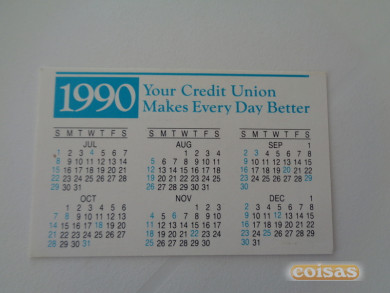 1990 Your Credit Union
Makes Every Day Better
S M T W T F S S M T W T F S S M T W T F S
JUL AUG SEP 1
1 2 3 4 5 6 7 1 2 3 4 2 3 4 5 6 7 8
8 9 10 11 12 13 14 5 6 7 8 9 10 11 9 10 11 12 13 14 15
15 16 17 18 19 20 21 12 13 14 15 16 17 18 16 17 18 19 20 21 22
22 23 24 25 26 27 28 19 20 21 22 23 24 25 23 24 25 26 27 28 29
29 30 31 26 27 28 29 30 31 30
OCT NOV DEC 1
1 2 3 4 5 6 1 2 3 2 3 4 5 6 7 8
7 8 9 10 11 12 13 4 5 6 7 8 9 10 9 10 11 12 13 14 15
14 15 16 17 18 19 20 11 12 13 14 15 16 17 16 17 18 19 20 21 22
21 22 23 24 25 26 27 18 19 20 21 22 23 24 23 24 25 26 27 28 29
28 29 30 31 25 26 27 28 29 30 30 31
coisas